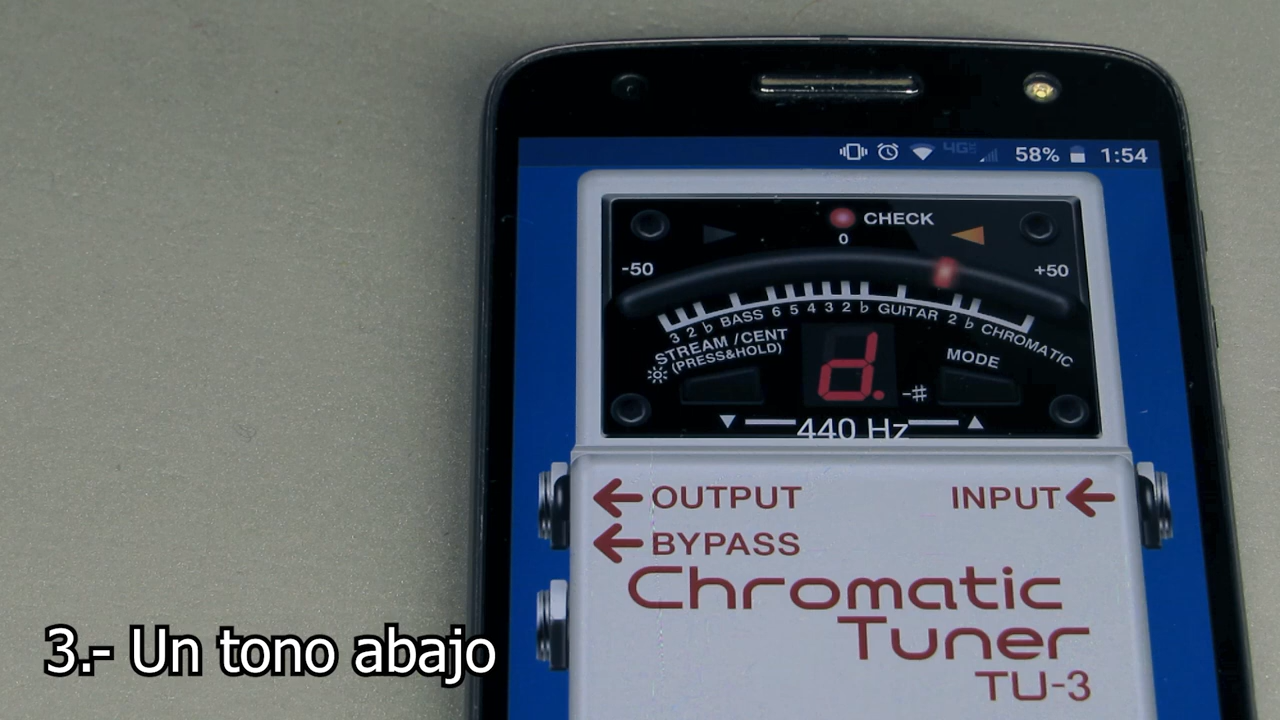 4G
58% 1:54
CHECK
0
-50 +50
3 2 ♭ BASS 6 5 4 3 2 ♭ GUITAR 2 ♭ CHROMATIC
STREAM /CENT
(PRESS&HOLD)
MODE
d.
-#
440 Hz
OUTPUT INPUT
BYPASS
Chromatic
Tuner
TU-3
3.- Un tono abajo